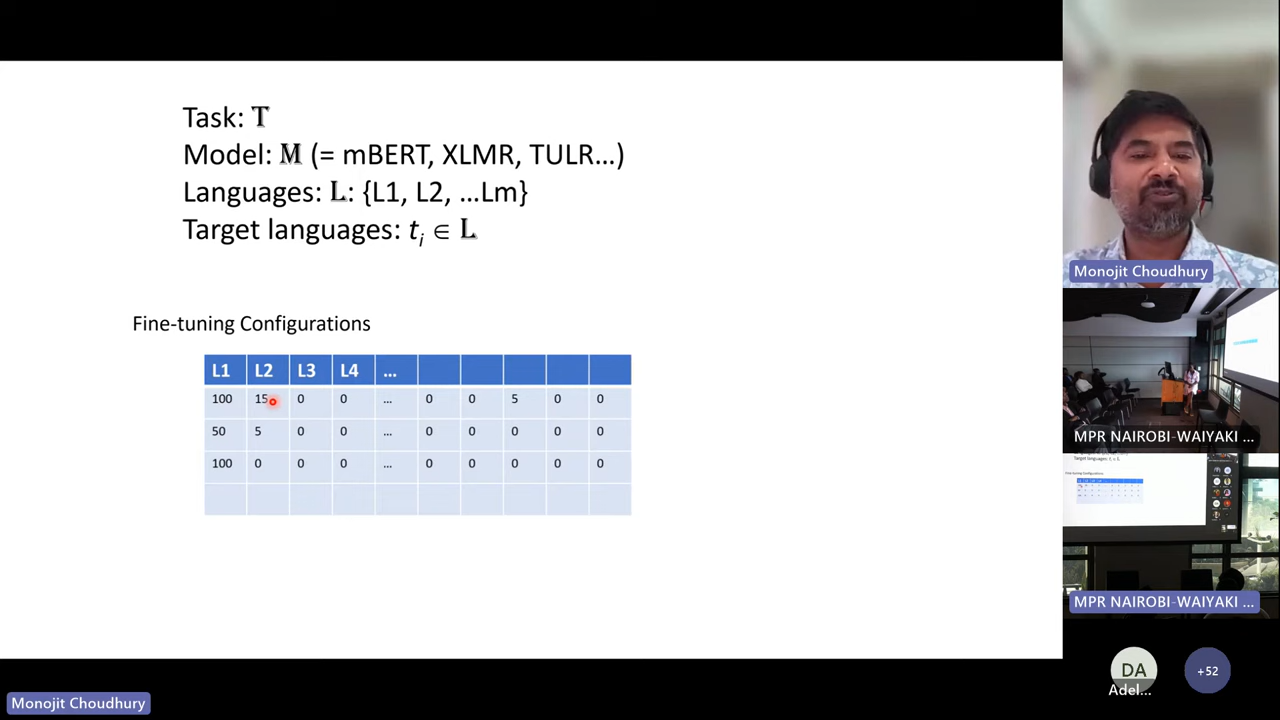 Task: T
Model: M (= mBERT, XLMR, TULR…)
Languages: L: {L1, L2, …Lm}
Target languages: tᵢ ∈ L
Fine-tuning Configurations
L1 L2 L3 L4 …
100 15 0 0 … 0 0 5 0 0
50 5 0 0 … 0 0 0 0 0
100 0 0 0 … 0 0 0 0 0
Monojit Choudhury
MPR NAIROBI-WAIYAKI ...
Fine-tuning Configurations
MPR NAIROBI-WAIYAKI ...
DA
Adel...
+52
Monojit Choudhury